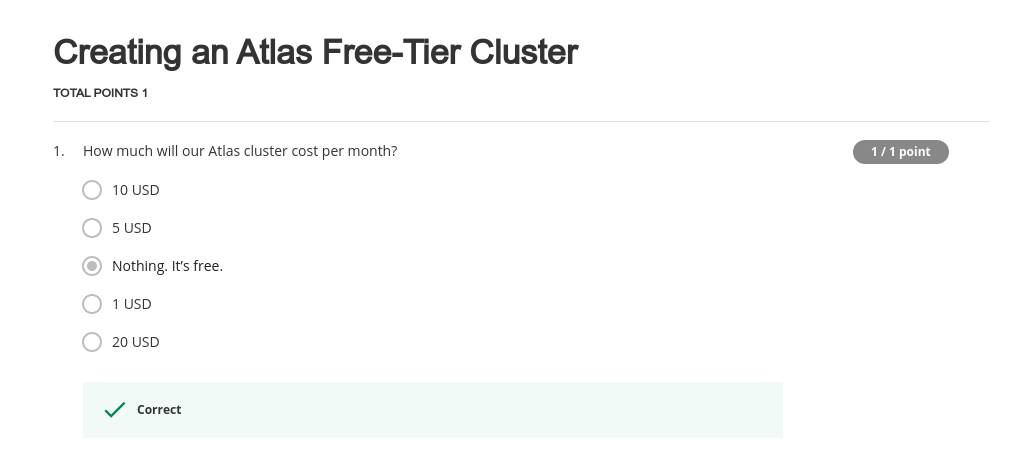 Creating an Atlas Free-Tier Cluster
TOTAL POINTS 1
1. How much will our Atlas cluster cost per month? 1 / 1 point
10 USD
5 USD
Nothing. It’s free.
1 USD
20 USD
Correct